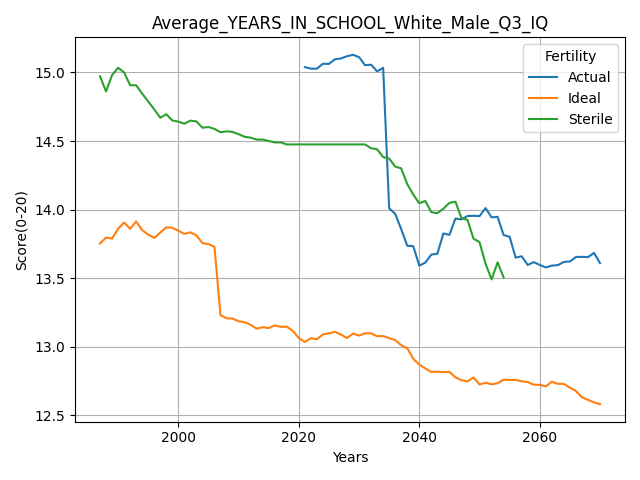 Average_YEARS_IN_SCHOOL_White_Male_Q3_IQ
Fertility
Actual
Ideal
Sterile
Score(0-20)
15.0
14.5
14.0
13.5
13.0
12.5
2000
2020
2040
2060
Years